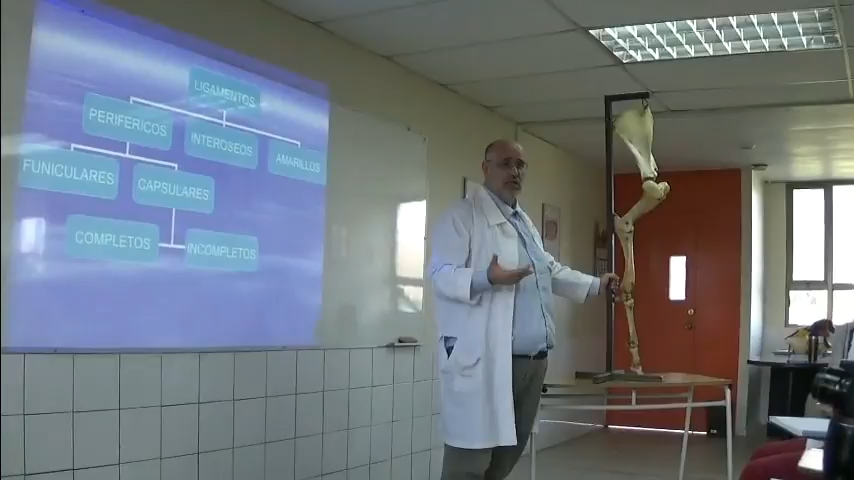 LIGAMENTOS
PERIFERICOS
INTEROSEOS
AMARILLOS
FUNICULARES
CAPSULARES
COMPLETOS
INCOMPLETOS